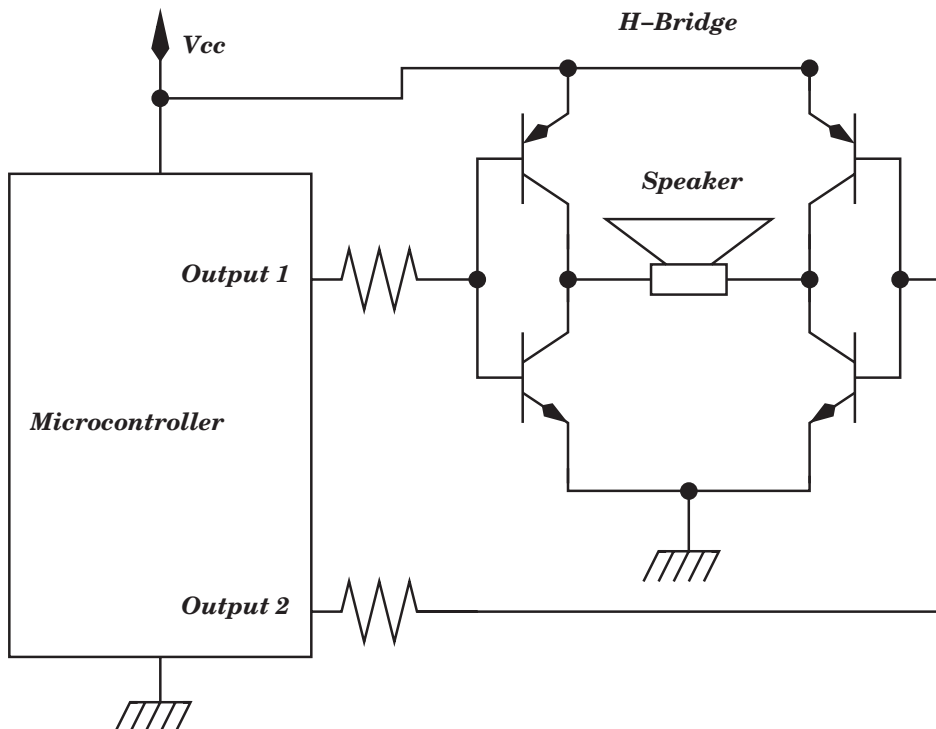 H–Bridge
Vcc
Speaker
Output 1
Microcontroller
Output 2